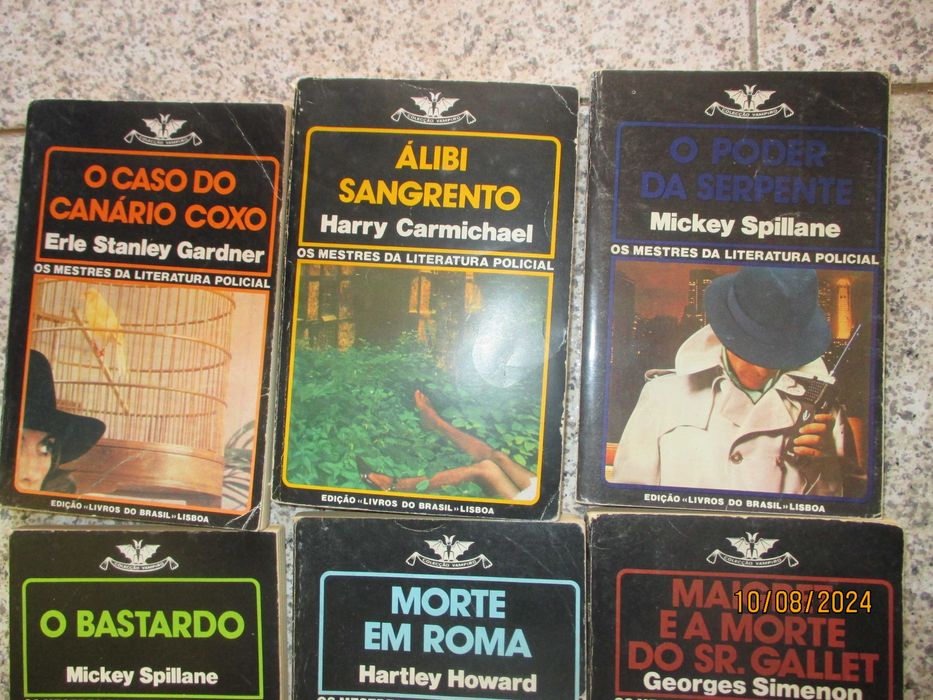 COLECÇÃO VAMPIRO
O CASO DO
CANÁRIO COXO
Erle Stanley Gardner
OS MESTRES DA LITERATURA POLICIAL
COLECÇÃO VAMPIRO
ÁLIBI
SANGRENTO
Harry Carmichael
OS MESTRES DA LITERATURA POLICIAL
EDIÇÃO «LIVROS DO BRASIL» LISBOA
COLECÇÃO VAMPIRO
O PODER
DA SERPENTE
Mickey Spillane
OS MESTRES DA LITERATURA POLICIAL
EDIÇÃO «LIVROS DO BRASIL» LISBOA
EDIÇÃO «LIVROS DO BRASIL» LISBOA
COLECÇÃO VAMPIRO
O BASTARDO
Mickey Spillane
COLECÇÃO VAMPIRO
MORTE
EM ROMA
Hartley Howard
COLECÇÃO VAMPIRO
MAIGRET
E A MORTE
DO SR. GALLET
Georges Simenon
10/08/2024